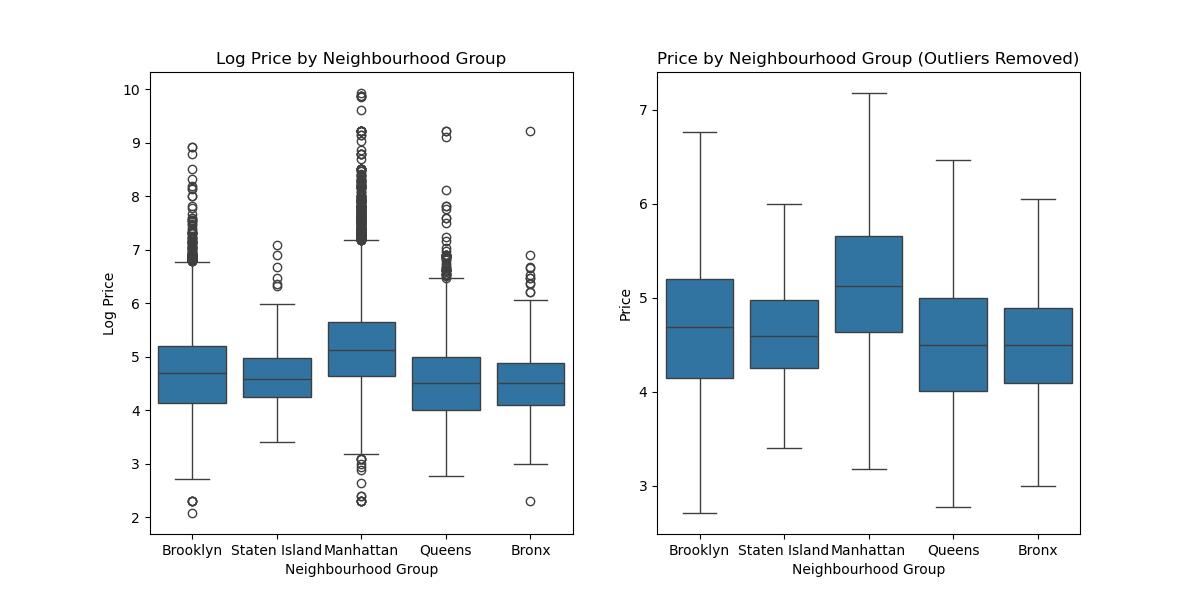 Log Price by Neighbourhood Group
Log Price
10
9
8
7
6
5
4
3
2
Brooklyn Staten Island Manhattan Queens Bronx
Neighbourhood Group
Price by Neighbourhood Group (Outliers Removed)
Price
7
6
5
4
3
Brooklyn Staten Island Manhattan Queens Bronx
Neighbourhood Group